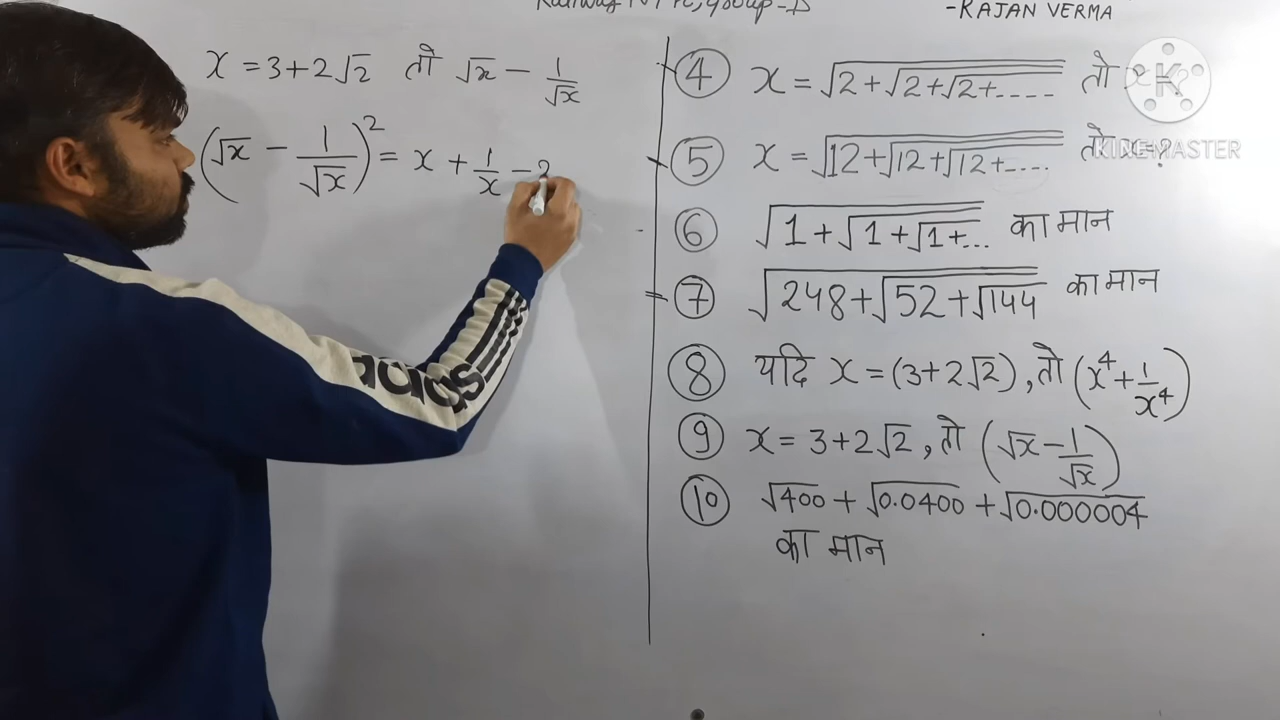 -RAJAN VERMA
x = 3+2√2 तो √x - 1/√x
(√x - 1/√x)² = x + 1/x - 2
④ x = √2+√2+√2+---- तो x = ?
⑤ x = √12+√12+√12+---- तो x = ?
⑥ √1+√1+√1+... का मान
⑦ √248+√52+√144 का मान
⑧ यदि x = (3+2√2), तो (x⁴+1/x⁴)
⑨ x = 3+2√2, तो (√x-1/√x)
⑩ √400 + √0.0400 + √0.000004
का मान
K
KINEMASTER
adidas